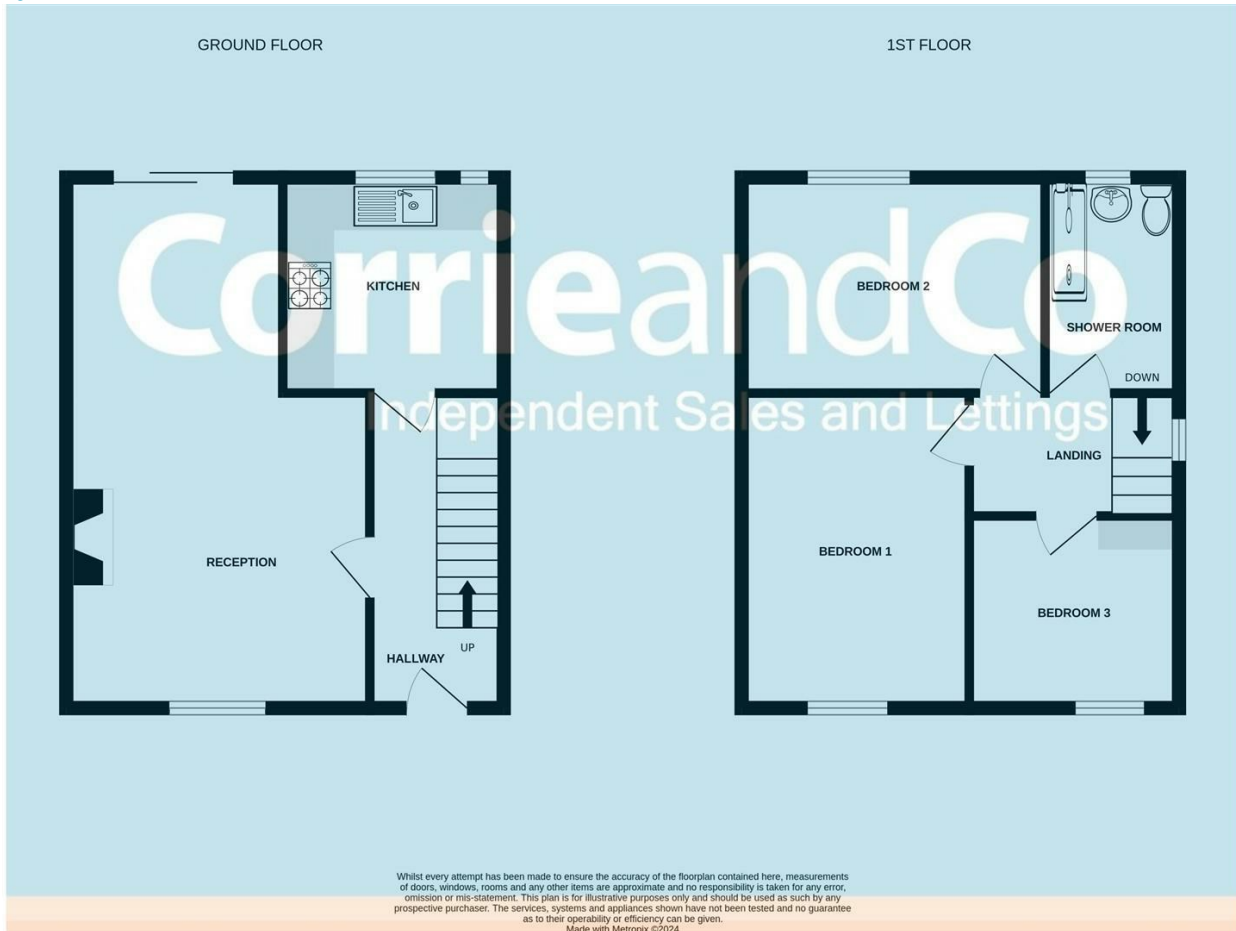 GROUND FLOOR
1ST FLOOR
CorrieandCo
Independent Sales and Lettings
KITCHEN
RECEPTION
HALLWAY
UP
BEDROOM 2
SHOWER ROOM
DOWN
LANDING
BEDROOM 1
BEDROOM 3
Whilst every attempt has been made to ensure the accuracy of the floorplan contained here, measurements
of doors, windows, rooms and any other items are approximate and no responsibility is taken for any error,
omission or mis-statement. This plan is for illustrative purposes only and should be used as such by any
prospective purchaser. The services, systems and appliances shown have not been tested and no guarantee
as to their operability or efficiency can be given.
Made with Metropix ©2024